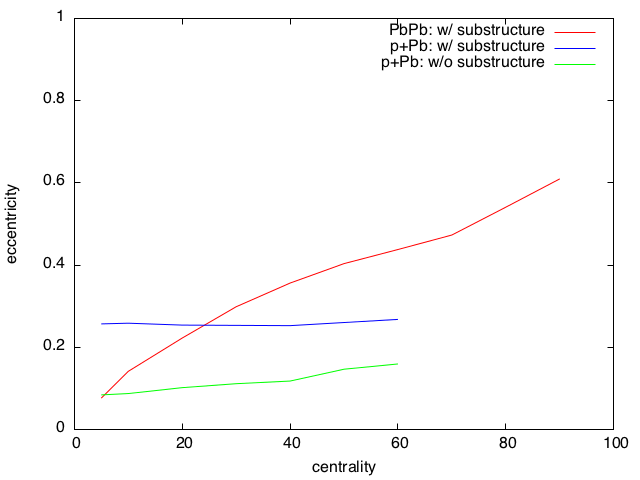 1
0.8
0.6
0.4
0.2
0
0
20
40
60
80
100
eccentricity
centrality
PbPb: w/ substructure
p+Pb: w/ substructure
p+Pb: w/o substructure